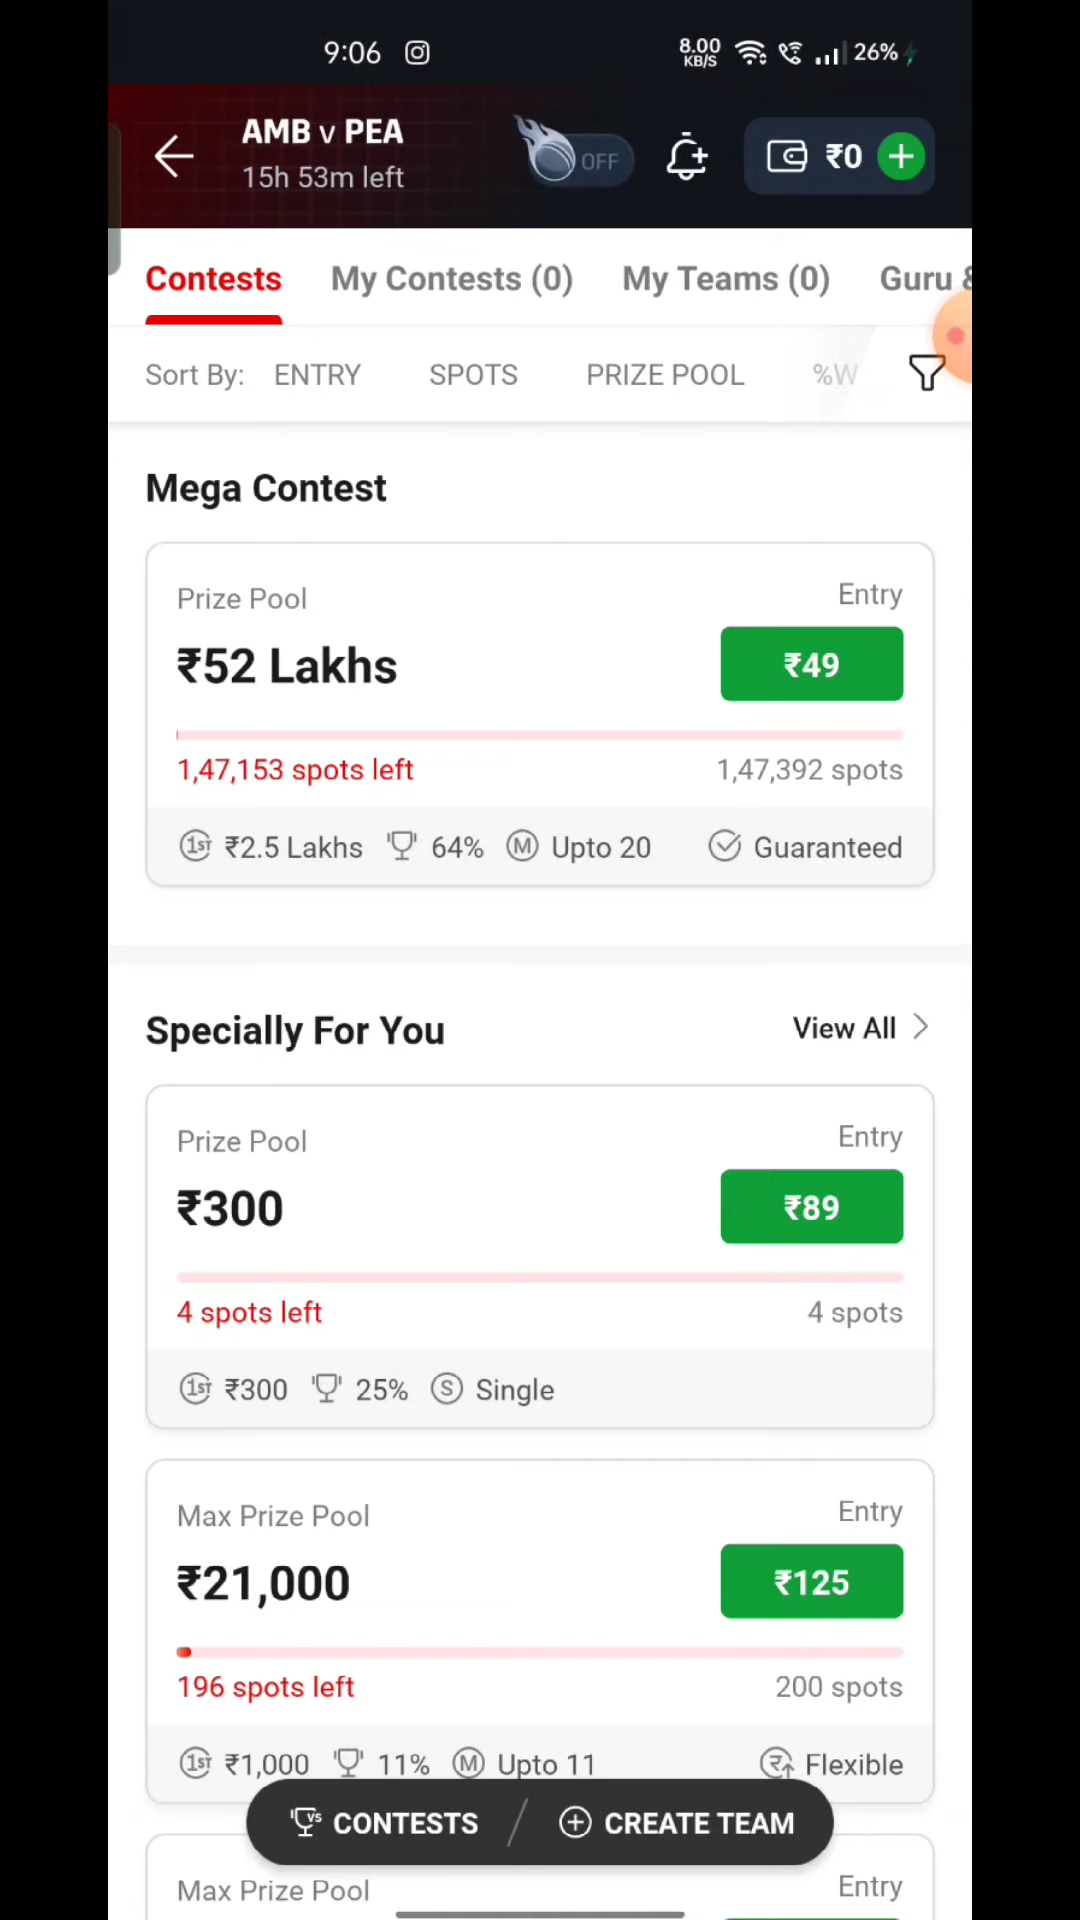 9:06 8.00 KB/S 26%
AMB v PEA
15h 53m left
OFF
₹0
Contests My Contests (0) My Teams (0) Guru &
Sort By: ENTRY SPOTS PRIZE POOL %W
Mega Contest
Prize Pool Entry
₹52 Lakhs ₹49
1,47,153 spots left 1,47,392 spots
1ST ₹2.5 Lakhs 64% M Upto 20 Guaranteed
Specially For You View All
Prize Pool Entry
₹300 ₹89
4 spots left 4 spots
1ST ₹300 25% S Single
Max Prize Pool Entry
₹21,000 ₹125
196 spots left 200 spots
1ST ₹1,000 11% M Upto 11 Flexible
VS CONTESTS CREATE TEAM
Max Prize Pool Entry